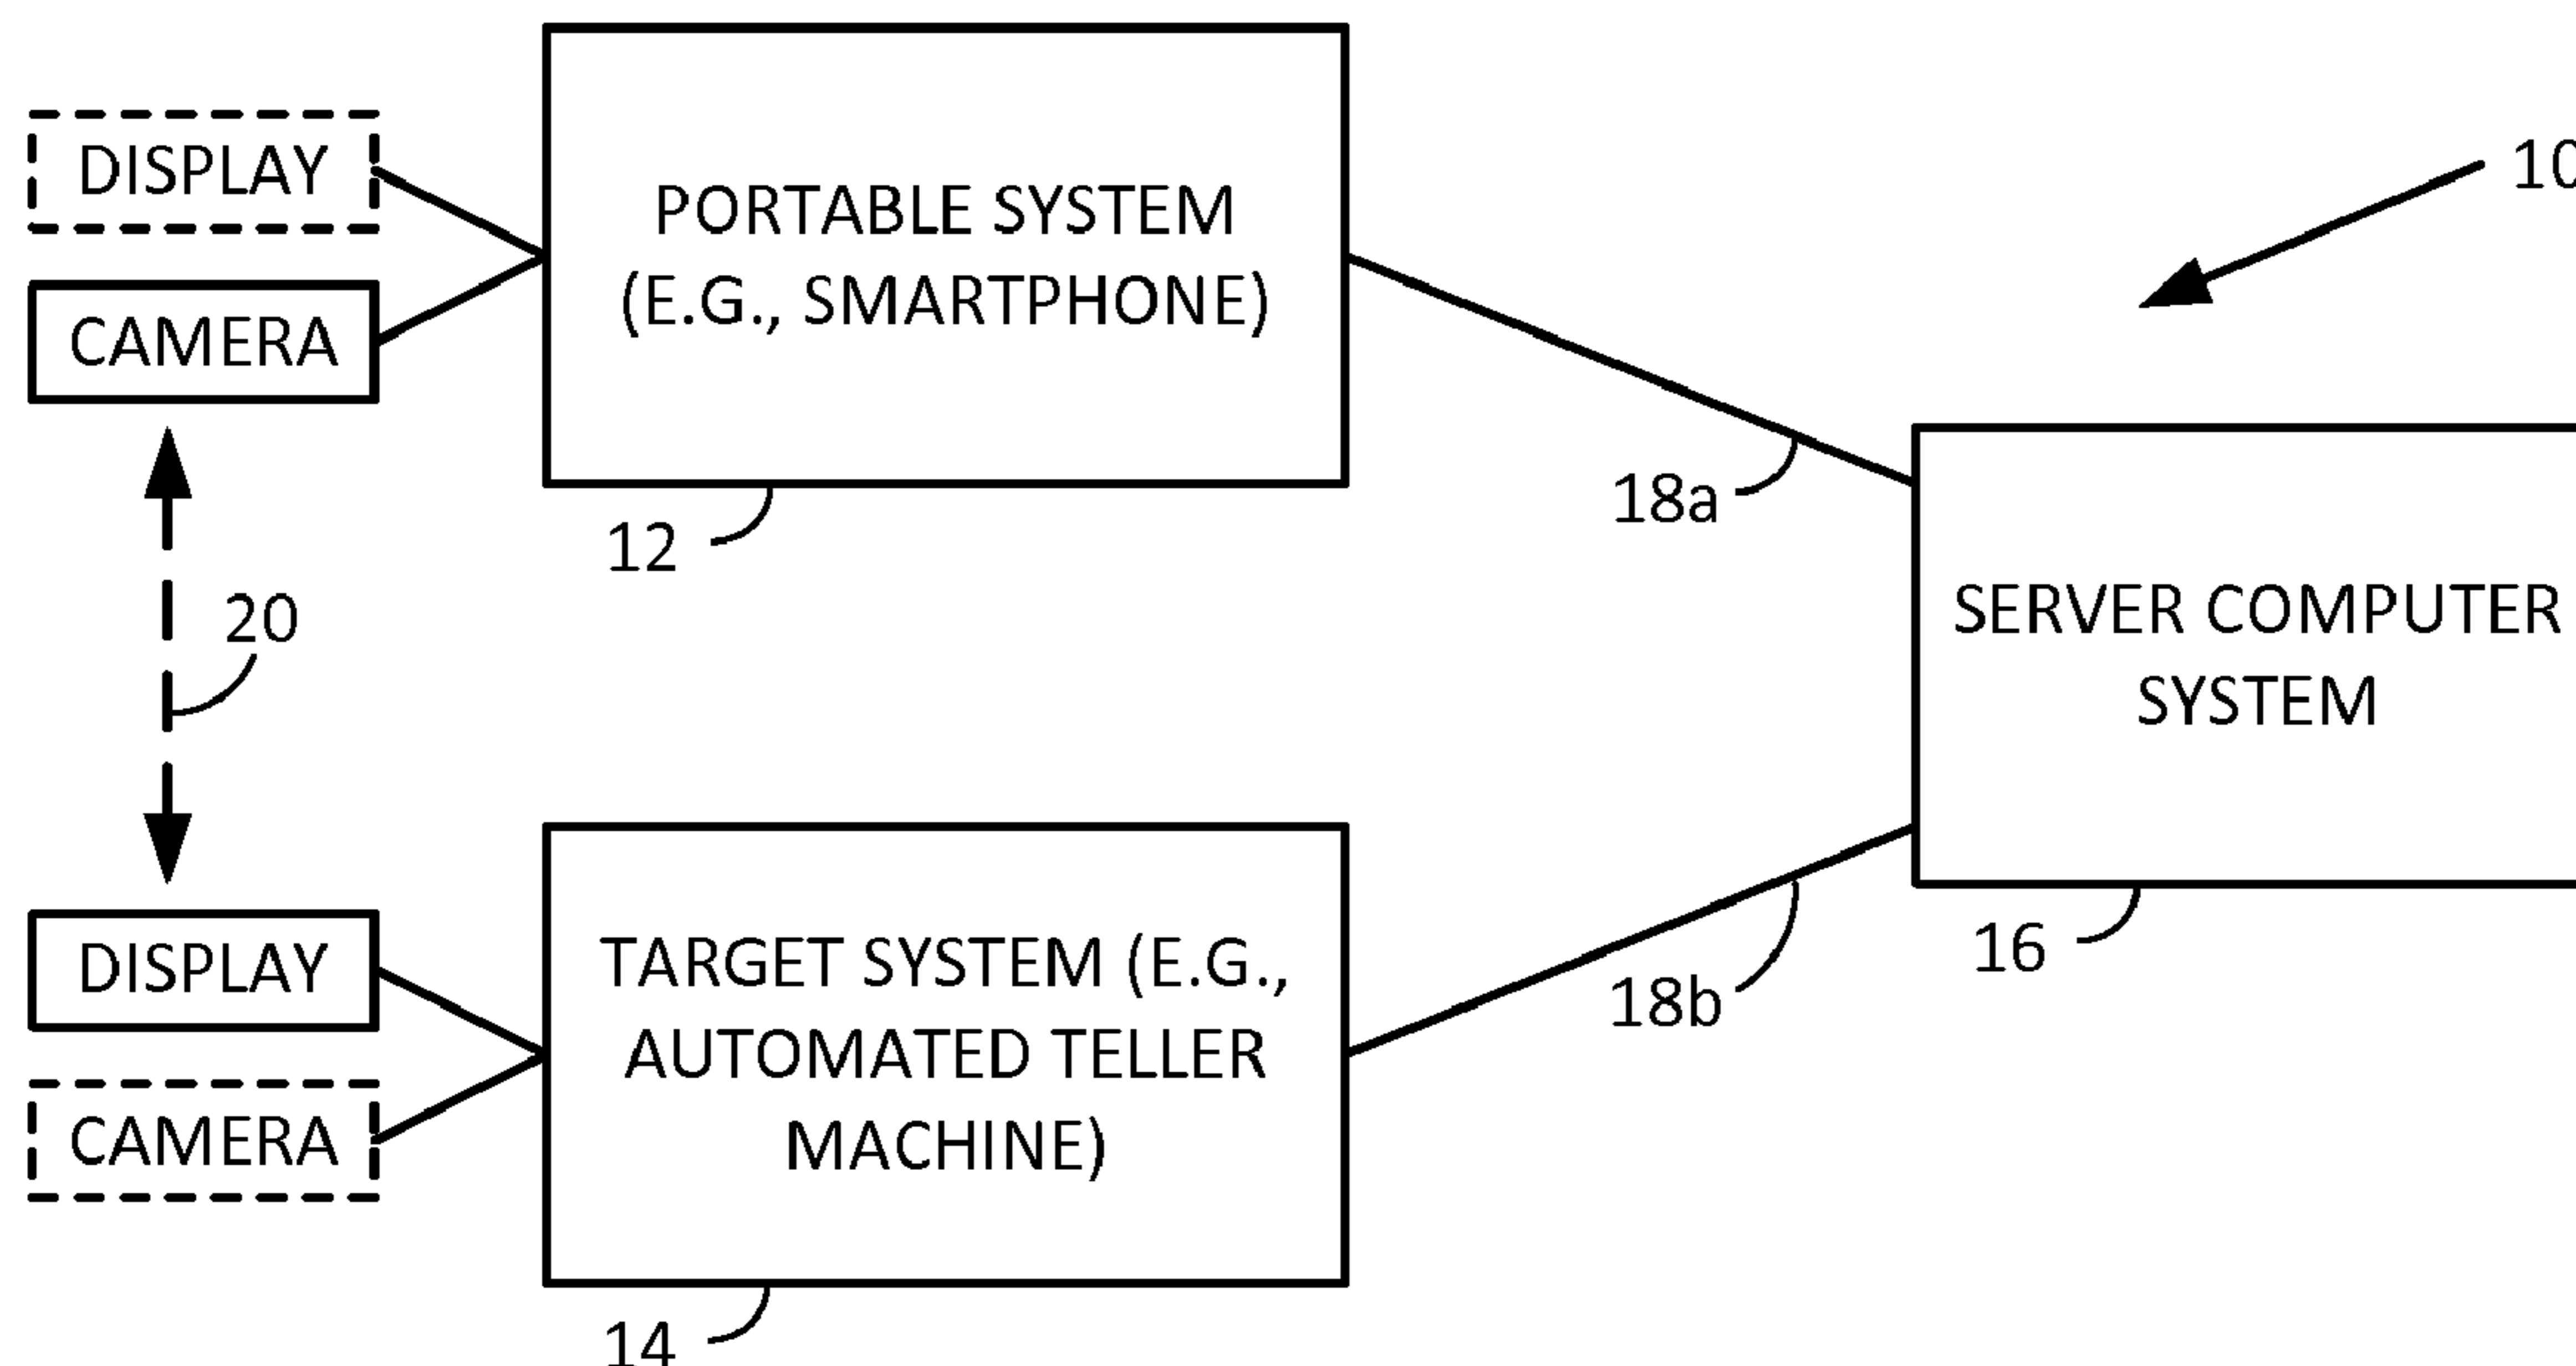 DISPLAY
CAMERA
PORTABLE SYSTEM
(E.G., SMARTPHONE)
12
10
18a
20
SERVER COMPUTER
SYSTEM
16
18b
DISPLAY
CAMERA
TARGET SYSTEM (E.G.,
AUTOMATED TELLER
MACHINE)
14